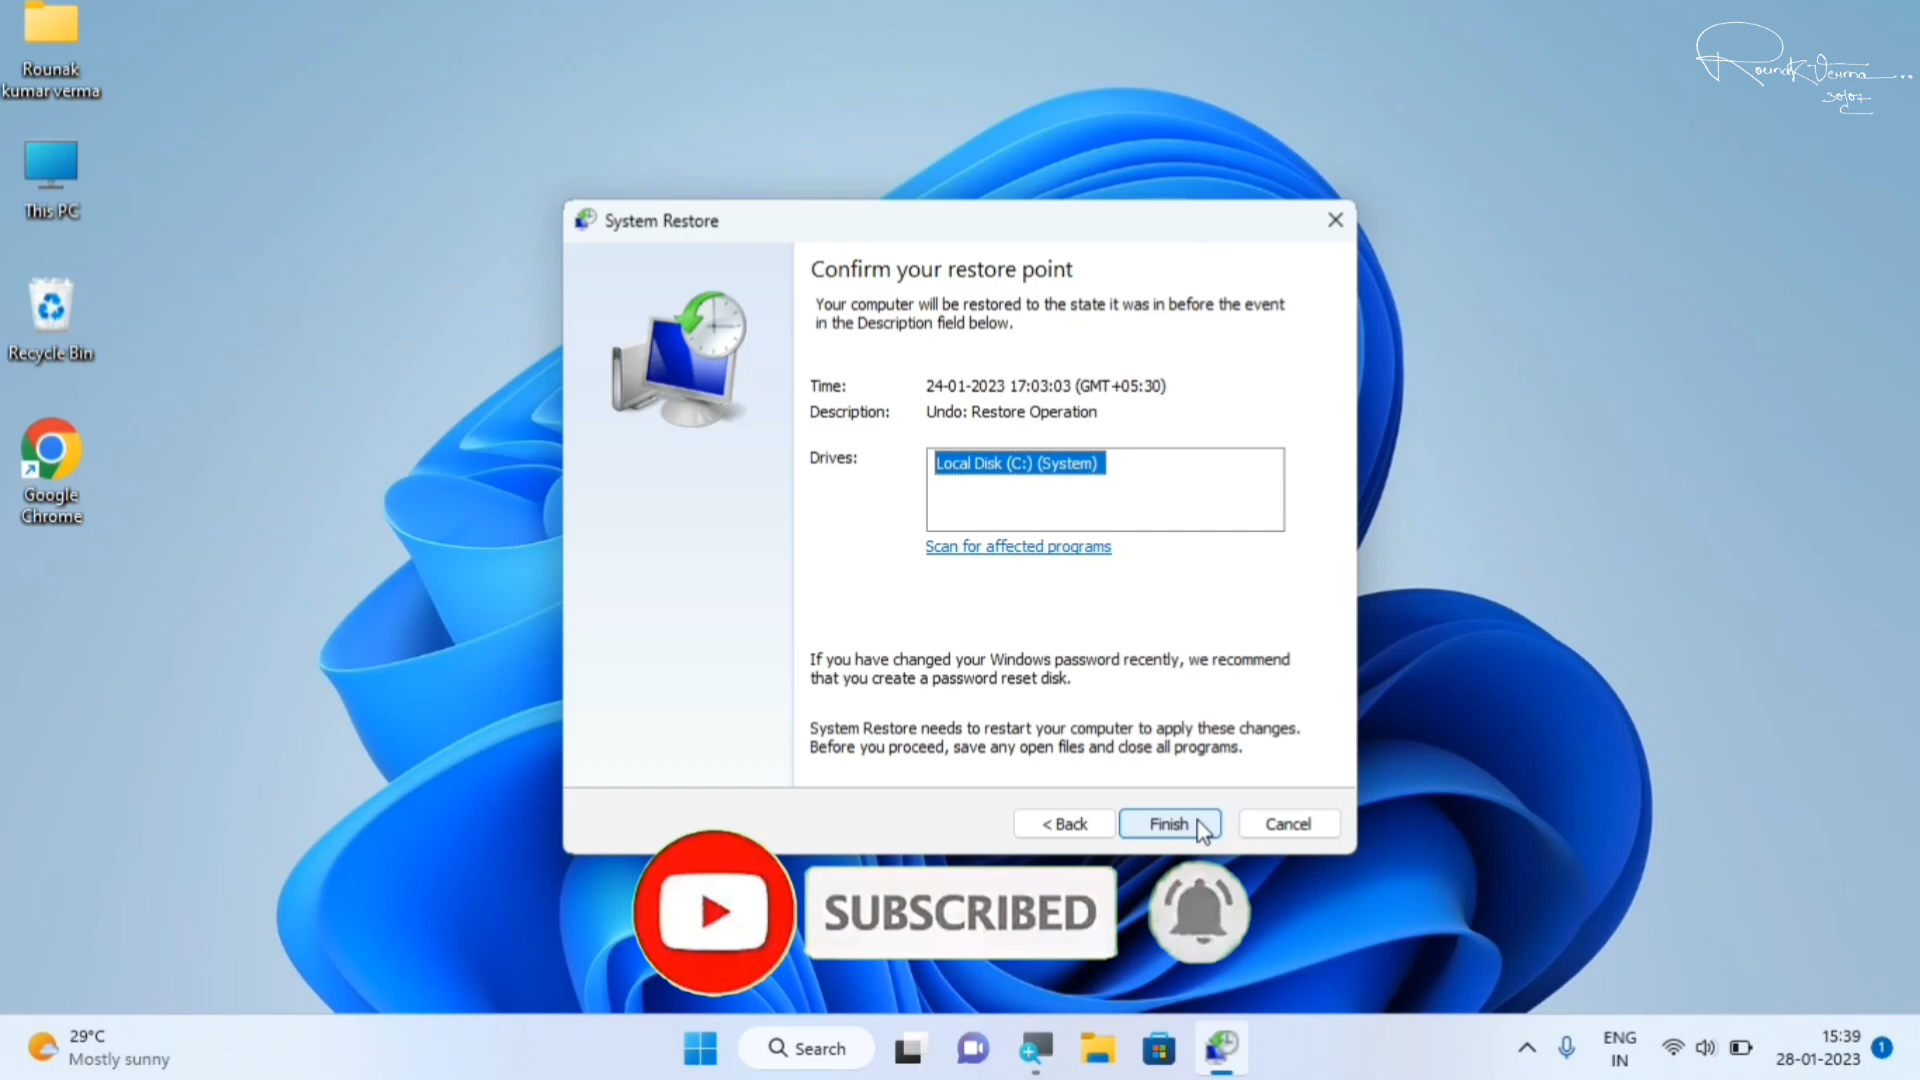 Rounak
kumar verma
This PC
Recycle Bin
Google
Chrome
Rounak Verma...
30/07
System Restore
Confirm your restore point
Your computer will be restored to the state it was in before the event
in the Description field below.
Time: 24-01-2023 17:03:03 (GMT+05:30)
Description: Undo: Restore Operation
Drives: Local Disk (C:) (System)
Scan for affected programs
If you have changed your Windows password recently, we recommend
that you create a password reset disk.
System Restore needs to restart your computer to apply these changes.
Before you proceed, save any open files and close all programs.
< Back Finish Cancel
SUBSCRIBED
29°C
Mostly sunny
Search
ENG
IN
15:39
28-01-2023
1